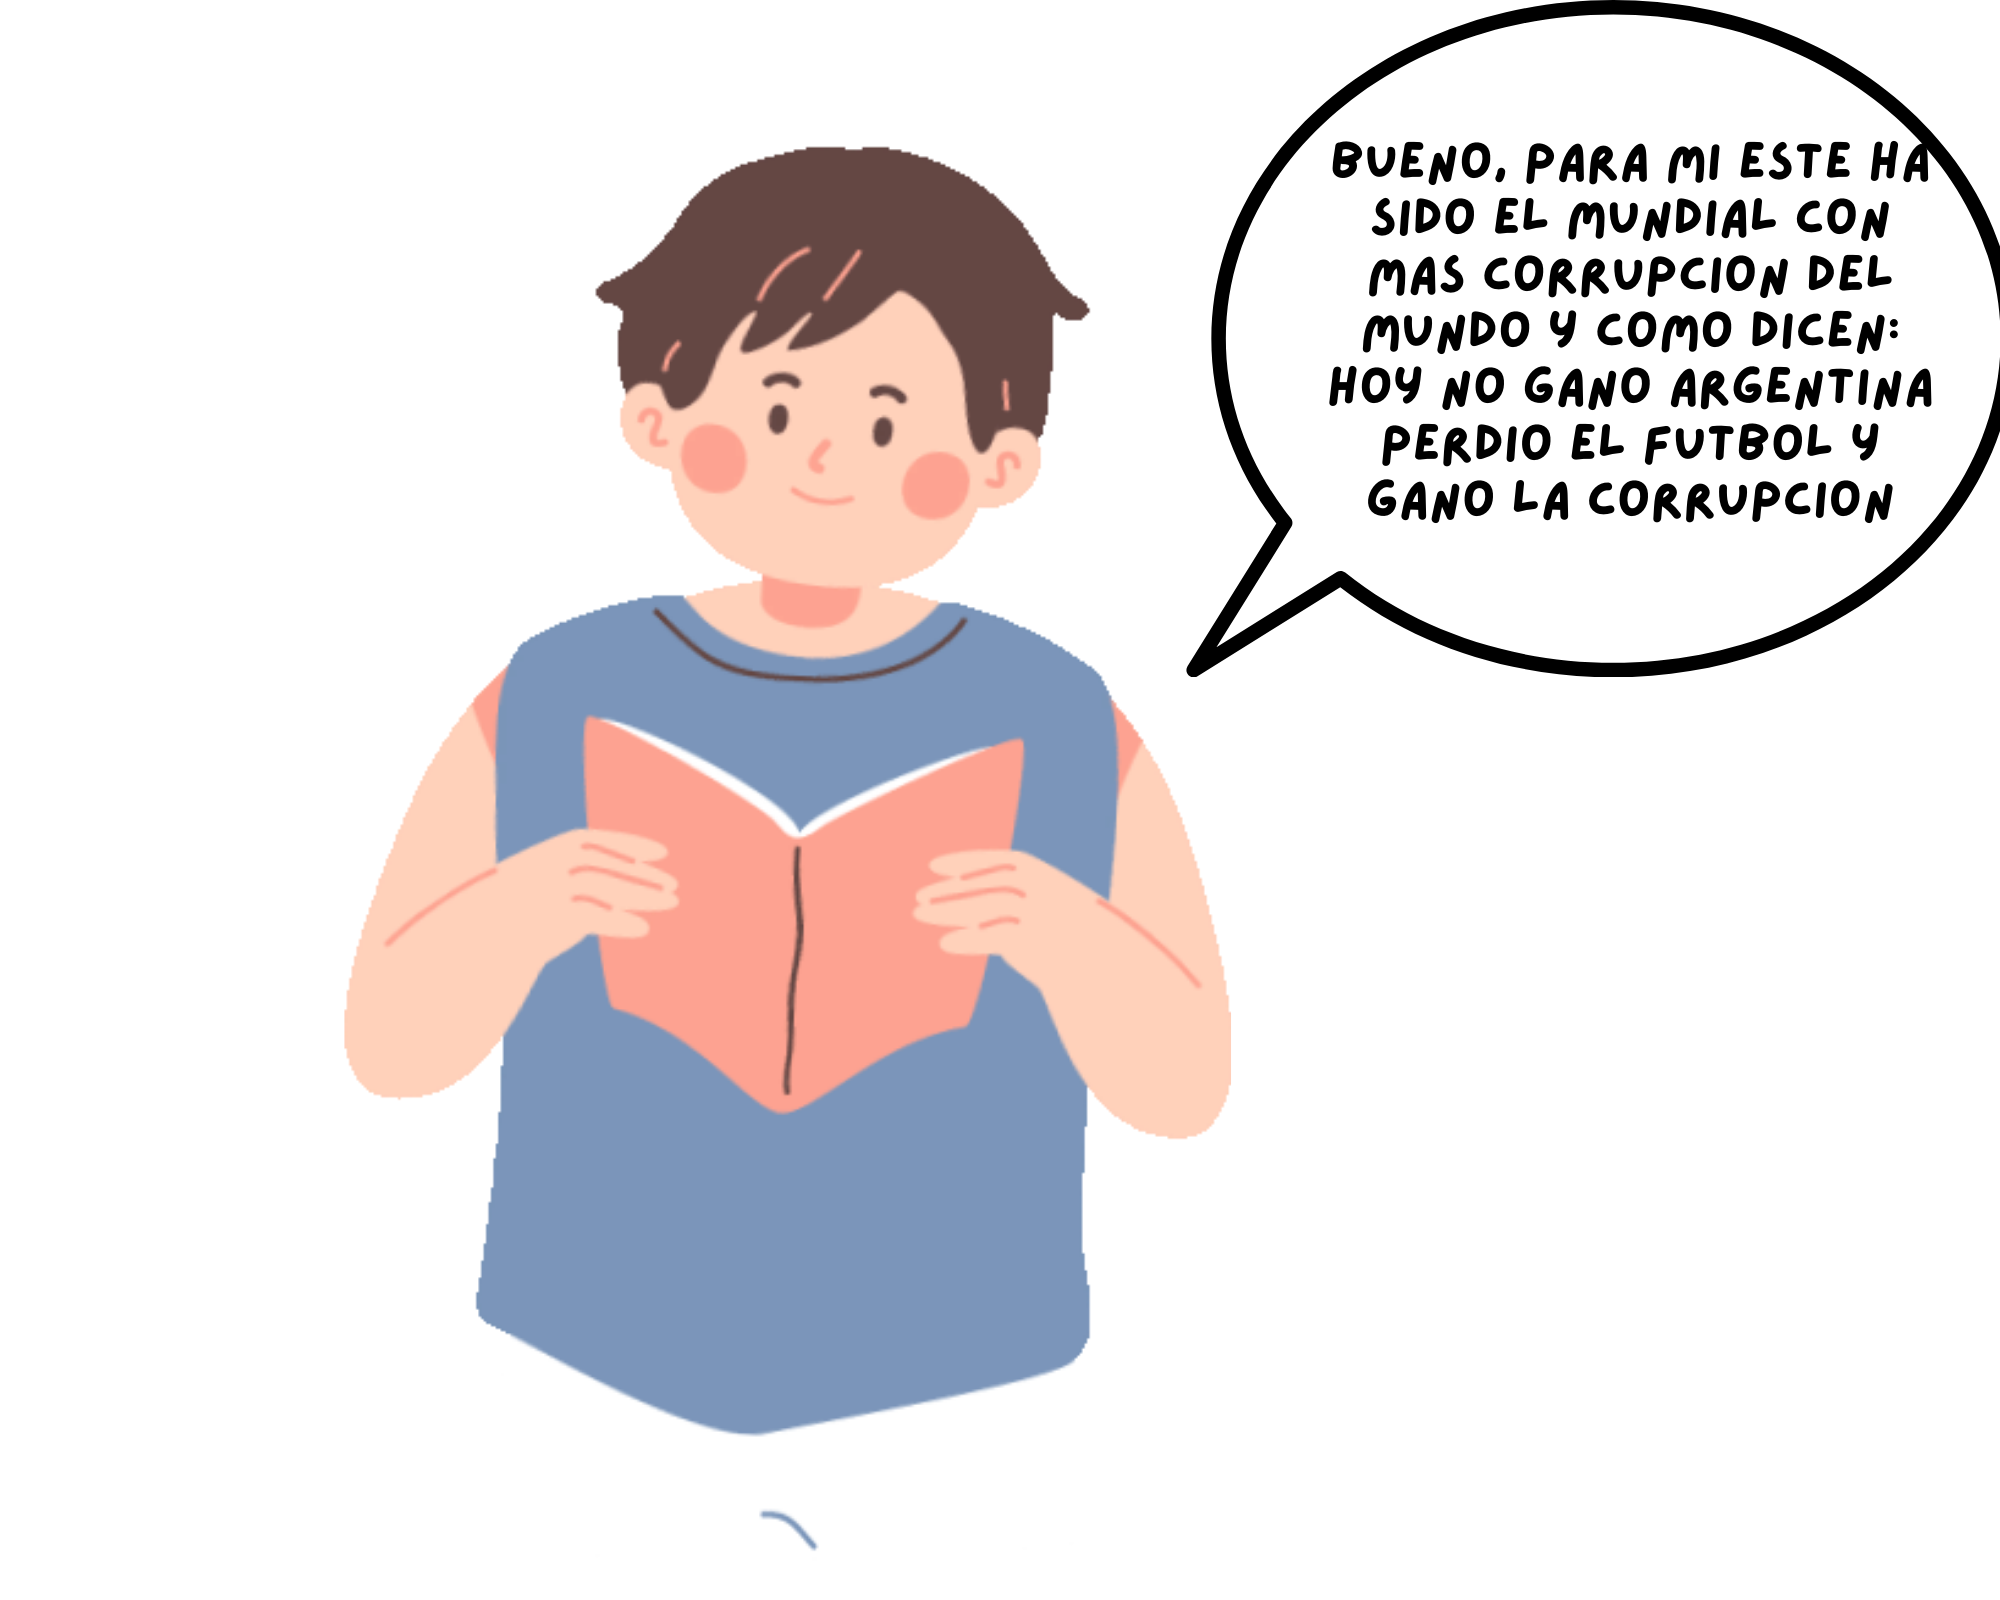 BUENO, PARA MI ESTE HA
SIDO EL MUNDIAL CON
MAS CORRUPCION DEL
MUNDO Y COMO DICEN:
HOY NO GANO ARGENTINA
PERDIO EL FUTBOL Y
GANO LA CORRUPCION